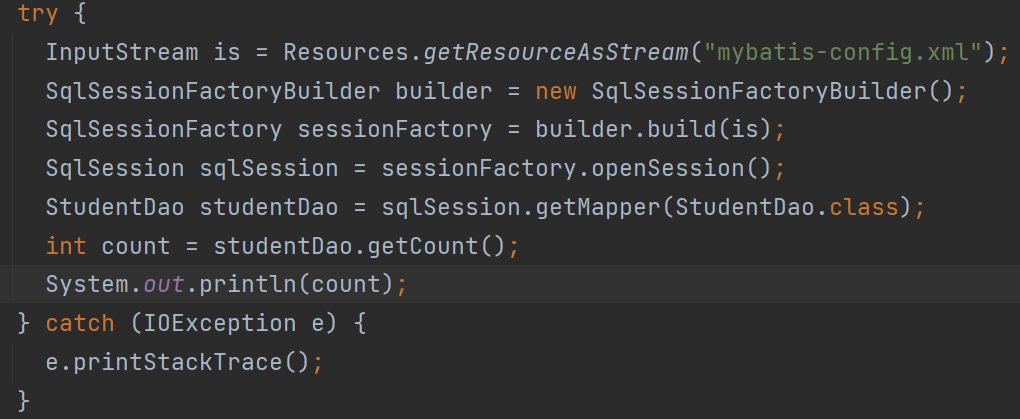 try {
InputStream is = Resources.getResourceAsStream("mybatis-config.xml");
SqlSessionFactoryBuilder builder = new SqlSessionFactoryBuilder();
SqlSessionFactory sessionFactory = builder.build(is);
SqlSession sqlSession = sessionFactory.openSession();
StudentDao studentDao = sqlSession.getMapper(StudentDao.class);
int count = studentDao.getCount();
System.out.println(count);
} catch (IOException e) {
e.printStackTrace();
}